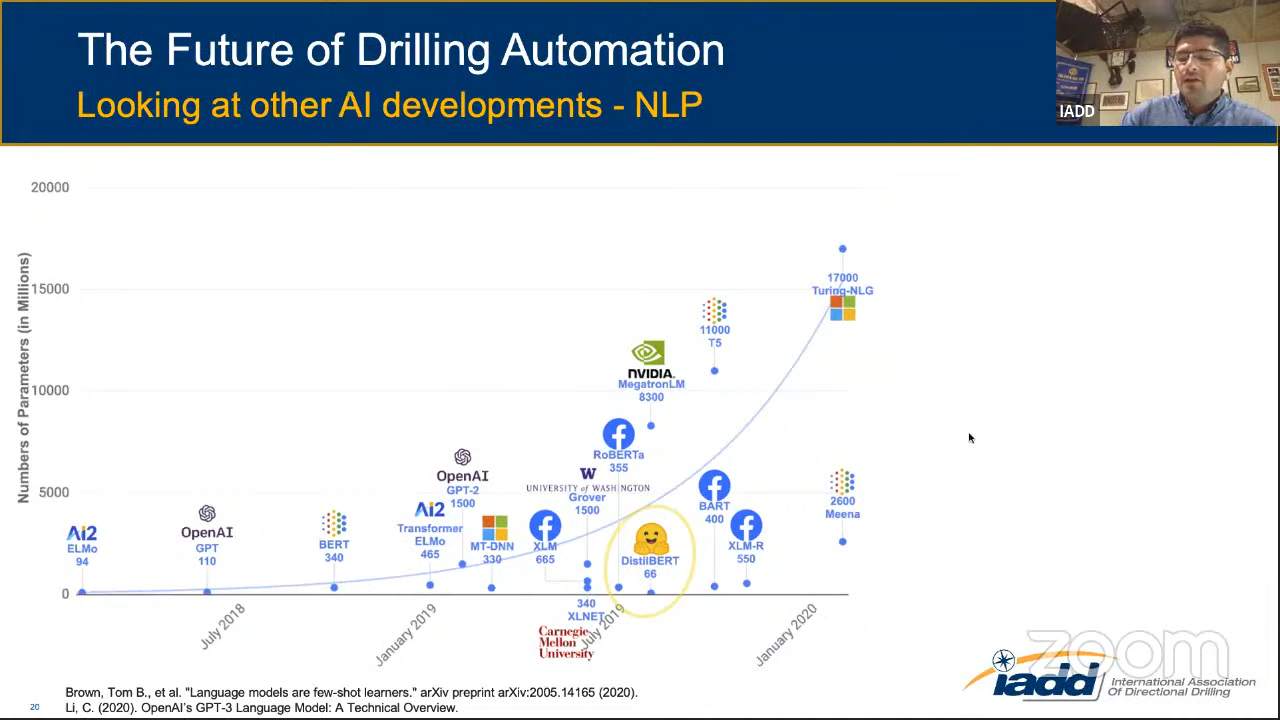 The Future of Drilling Automation
Looking at other AI developments - NLP
IADD
Numbers of Parameters (in Millions)
20000
15000
10000
5000
0
Ai2
ELMo
94
OpenAI
GPT
110
BERT
340
Ai2
Transformer
ELMo
465
OpenAI
GPT-2
1500
MT-DNN
330
XLM
665
W
UNIVERSITY of WASHINGTON
Grover
1500
340
XLNET
Carnegie
Mellon
University
RoBERTa
355
NVIDIA.
MegatronLM
8300
DistilBERT
66
11000
T5
BART
400
XLM-R
550
17000
Turing-NLG
2600
Meena
July 2018
January 2019
July 2019
January 2020
zoom
iadd
International Association
Of Directional Drilling
Brown, Tom B., et al. "Language models are few-shot learners." arXiv preprint arXiv:2005.14165 (2020).
Li, C. (2020). OpenAI's GPT-3 Language Model: A Technical Overview.
20